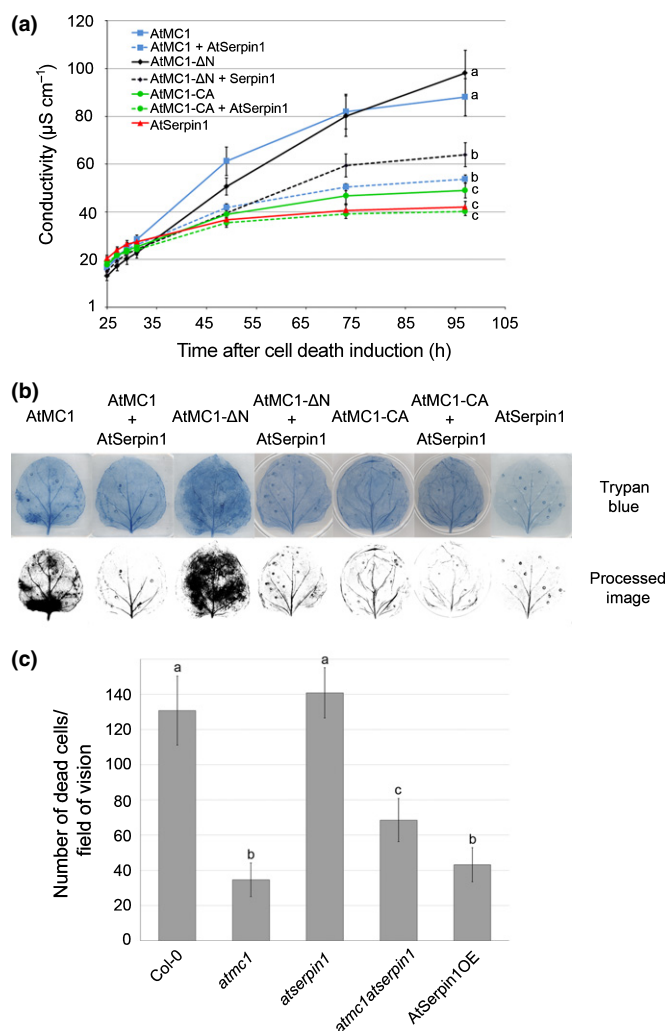 (a)
120
100
80
60
40
20
1
Conductivity (µS cm⁻¹)
AtMC1
AtMC1 + AtSerpin1
AtMC1-ΔN
AtMC1-ΔN + Serpin1
AtMC1-CA
AtMC1-CA + AtSerpin1
AtSerpin1
a
a
b
b
c
c
c
25 35 45 55 65 75 85 95 105
Time after cell death induction (h)
(b)
AtMC1
AtMC1 + AtSerpin1
AtMC1-ΔN
AtMC1-ΔN + AtSerpin1
AtMC1-CA
AtMC1-CA + AtSerpin1
AtSerpin1
Trypan
blue
Processed
image
(c)
Number of dead cells/
field of vision
140
120
100
80
60
40
20
0
a
b
a
c
b
Col-0
atmc1
atserpin1
atmc1atserpin1
AtSerpin1OE